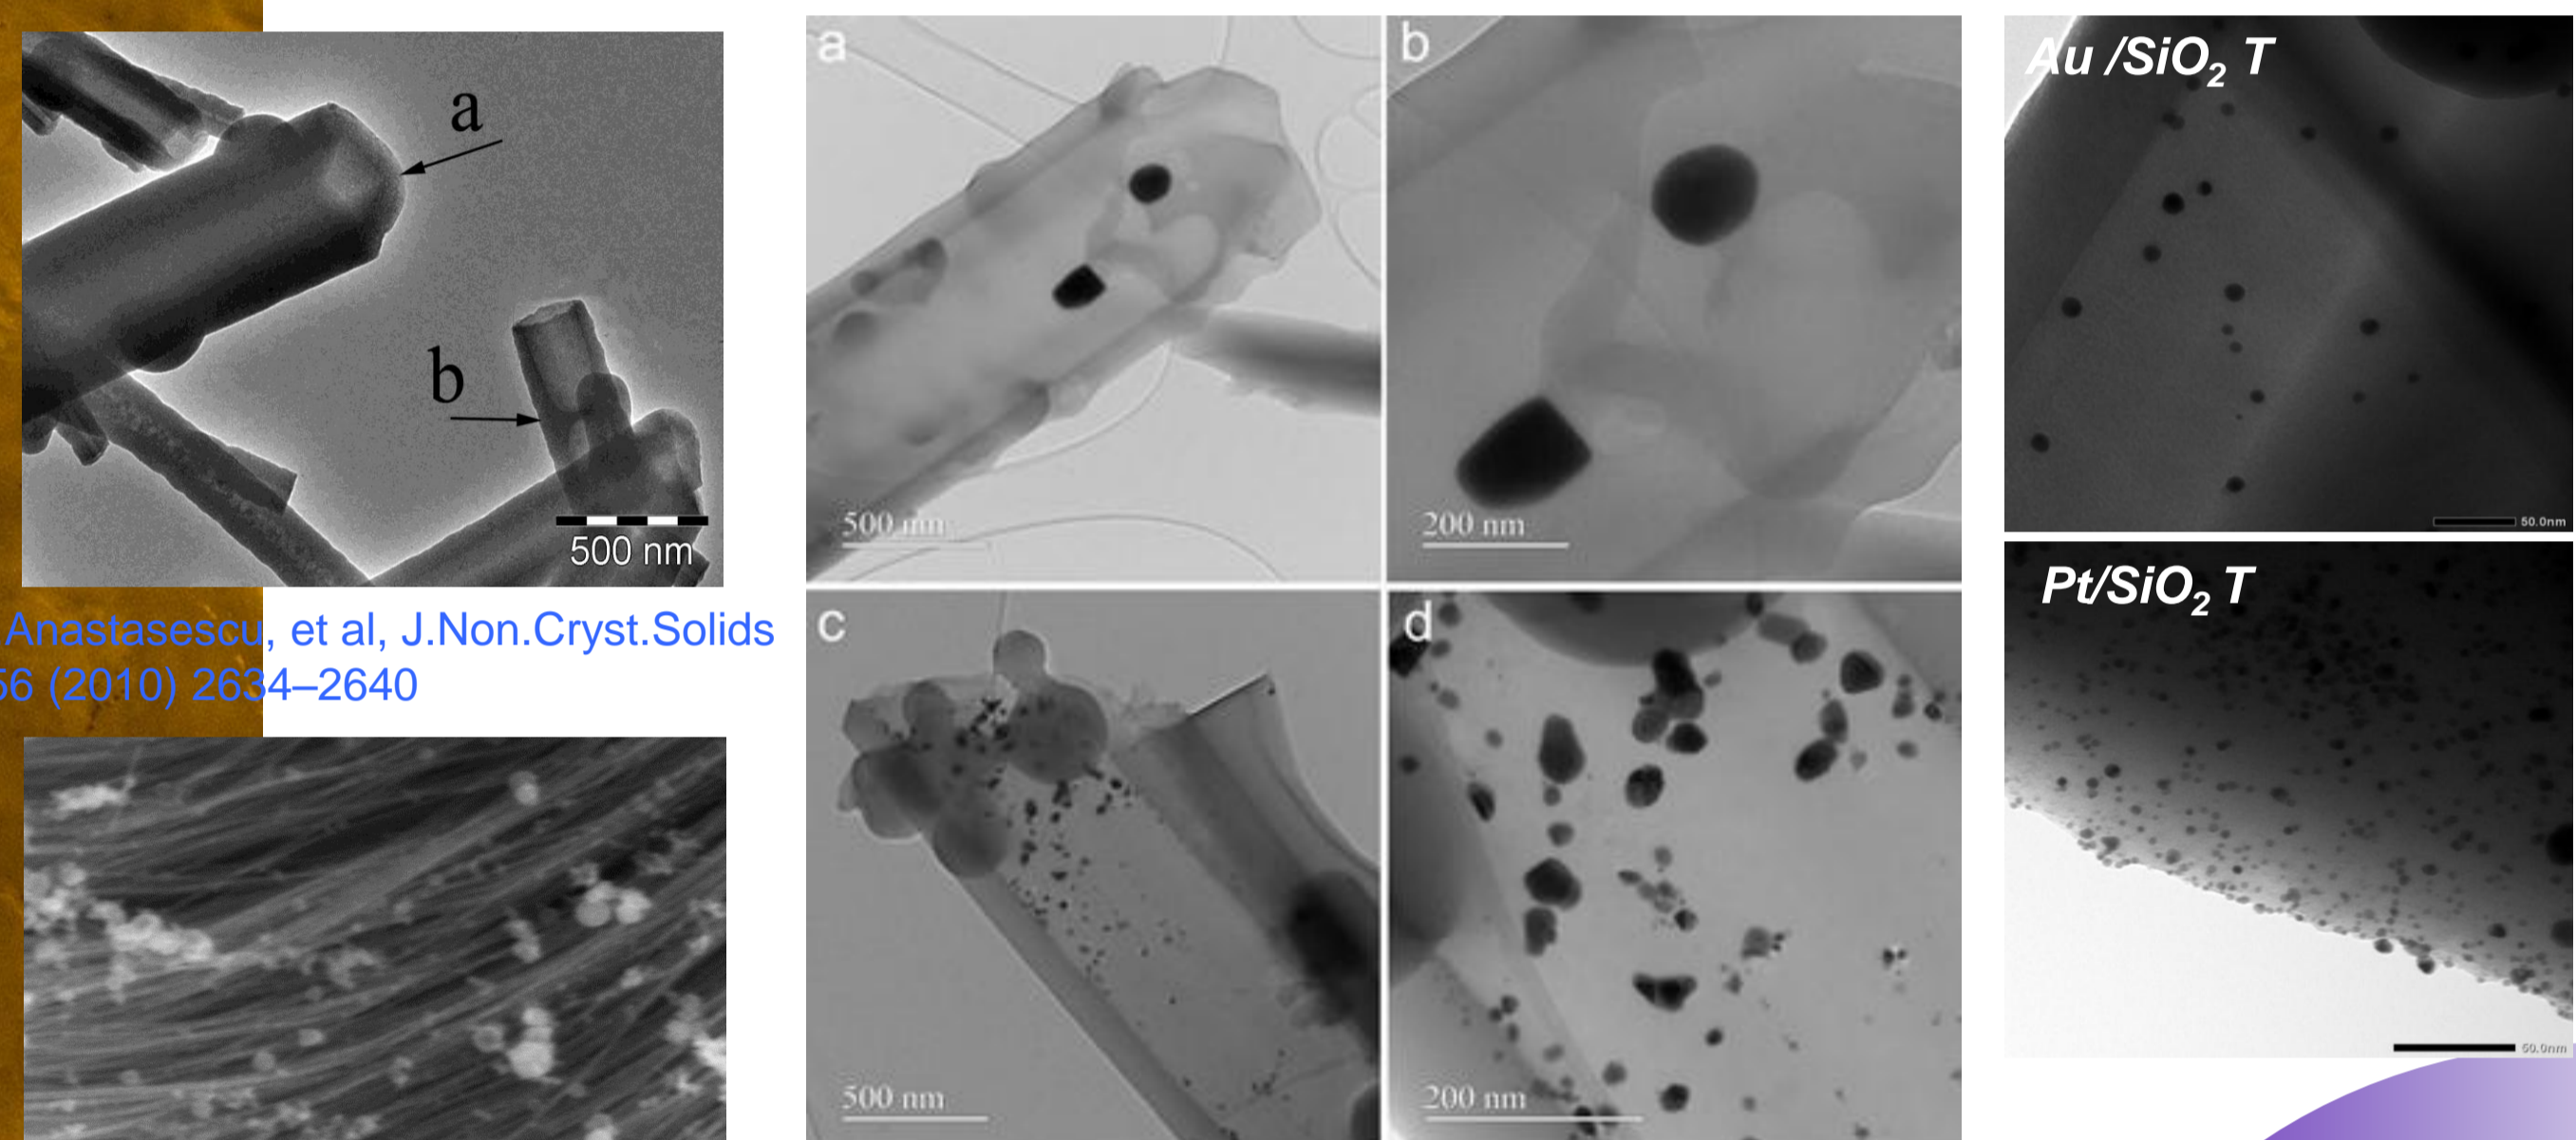 a
b
500 nm
Anastasescu, et al, J.Non.Cryst.Solids
56 (2010) 2634–2640
a
500 nm
b
200 nm
c
500 nm
d
200 nm
Au /SiO2 T
50.0nm
Pt/SiO2 T
50.0nm